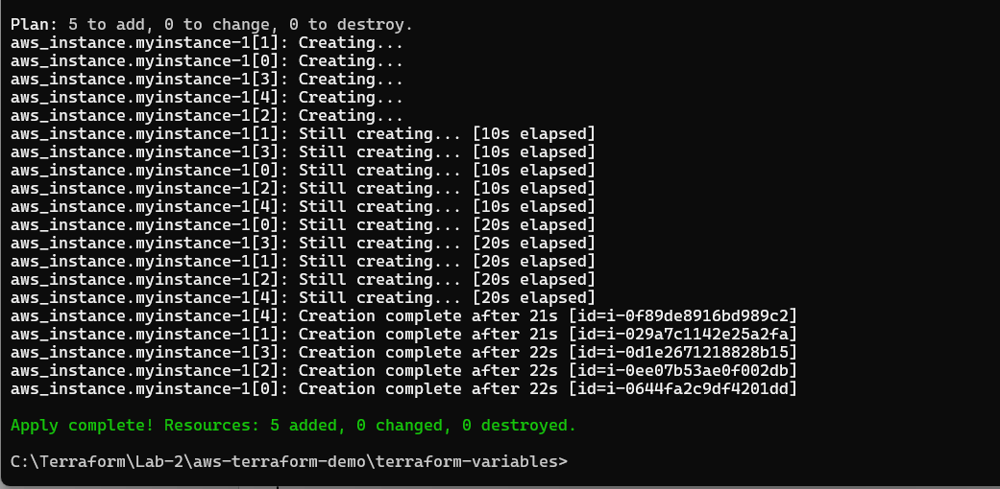 Plan: 5 to add, 0 to change, 0 to destroy.
aws_instance.myinstance-1[1]: Creating...
aws_instance.myinstance-1[0]: Creating...
aws_instance.myinstance-1[3]: Creating...
aws_instance.myinstance-1[4]: Creating...
aws_instance.myinstance-1[2]: Creating...
aws_instance.myinstance-1[1]: Still creating... [10s elapsed]
aws_instance.myinstance-1[3]: Still creating... [10s elapsed]
aws_instance.myinstance-1[0]: Still creating... [10s elapsed]
aws_instance.myinstance-1[2]: Still creating... [10s elapsed]
aws_instance.myinstance-1[4]: Still creating... [10s elapsed]
aws_instance.myinstance-1[0]: Still creating... [20s elapsed]
aws_instance.myinstance-1[3]: Still creating... [20s elapsed]
aws_instance.myinstance-1[1]: Still creating... [20s elapsed]
aws_instance.myinstance-1[2]: Still creating... [20s elapsed]
aws_instance.myinstance-1[4]: Still creating... [20s elapsed]
aws_instance.myinstance-1[4]: Creation complete after 21s [id=i-0f89de8916bd989c2]
aws_instance.myinstance-1[1]: Creation complete after 21s [id=i-029a7c1142e25a2fa]
aws_instance.myinstance-1[3]: Creation complete after 22s [id=i-0d1e2671218828b15]
aws_instance.myinstance-1[2]: Creation complete after 22s [id=i-0ee07b53ae0f002db]
aws_instance.myinstance-1[0]: Creation complete after 22s [id=i-0644fa2c9df4201dd]
Apply complete! Resources: 5 added, 0 changed, 0 destroyed.
C:\Terraform\Lab-2\aws-terraform-demo\terraform-variables>